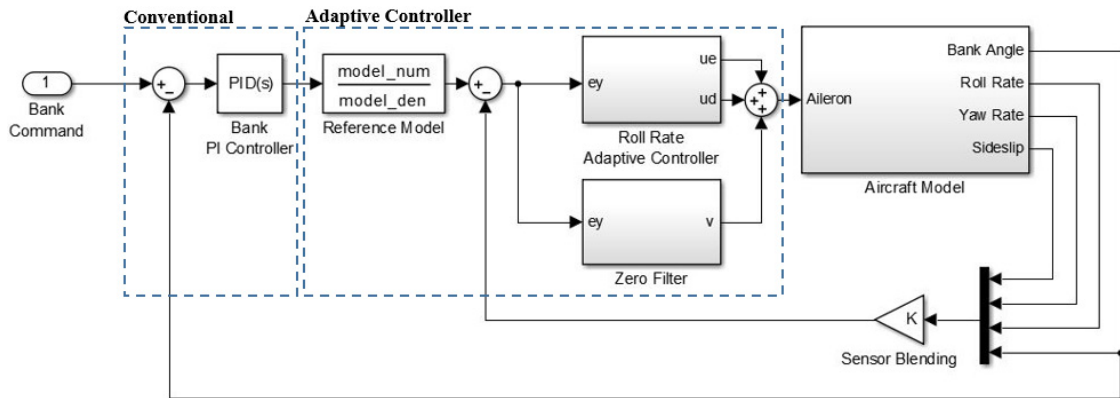 Conventional
Adaptive Controller
1
Bank
Command
PID(s)
Bank
PI Controller
model_num
model_den
Reference Model
ey
ue
ud
Roll Rate
Adaptive Controller
ey
v
Zero Filter
Aileron
Bank Angle
Roll Rate
Yaw Rate
Sideslip
Aircraft Model
K
Sensor Blending